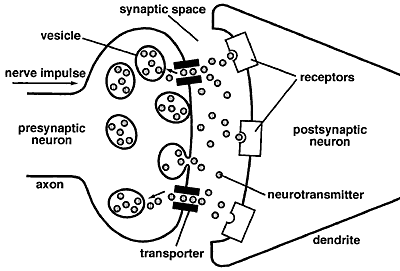 synaptic space
vesicle
nerve impulse
receptors
presynaptic
neuron
postsynaptic
neuron
axon
neurotransmitter
transporter
dendrite